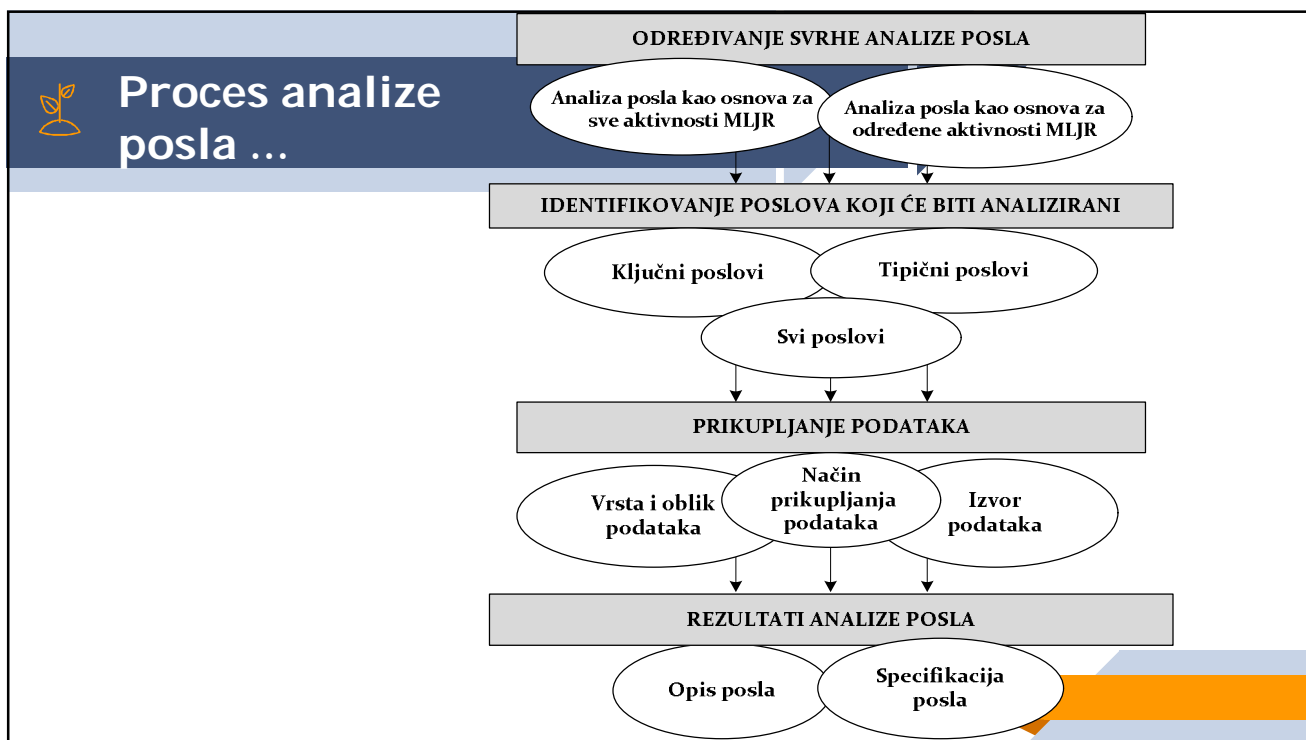 Proces analize
posla ...
ODREĐIVANJE SVRHE ANALIZE POSLA
Analiza posla kao osnova za
sve aktivnosti MLJR
Analiza posla kao osnova za
određene aktivnosti MLJR
IDENTIFIKOVANJE POSLOVA KOJI ĆE BITI ANALIZIRANI
Ključni poslovi
Tipični poslovi
Svi poslovi
PRIKUPLJANJE PODATAKA
Vrsta i oblik
podataka
Način
prikupljanja
podataka
Izvor
podataka
REZULTATI ANALIZE POSLA
Opis posla
Specifikacija
posla